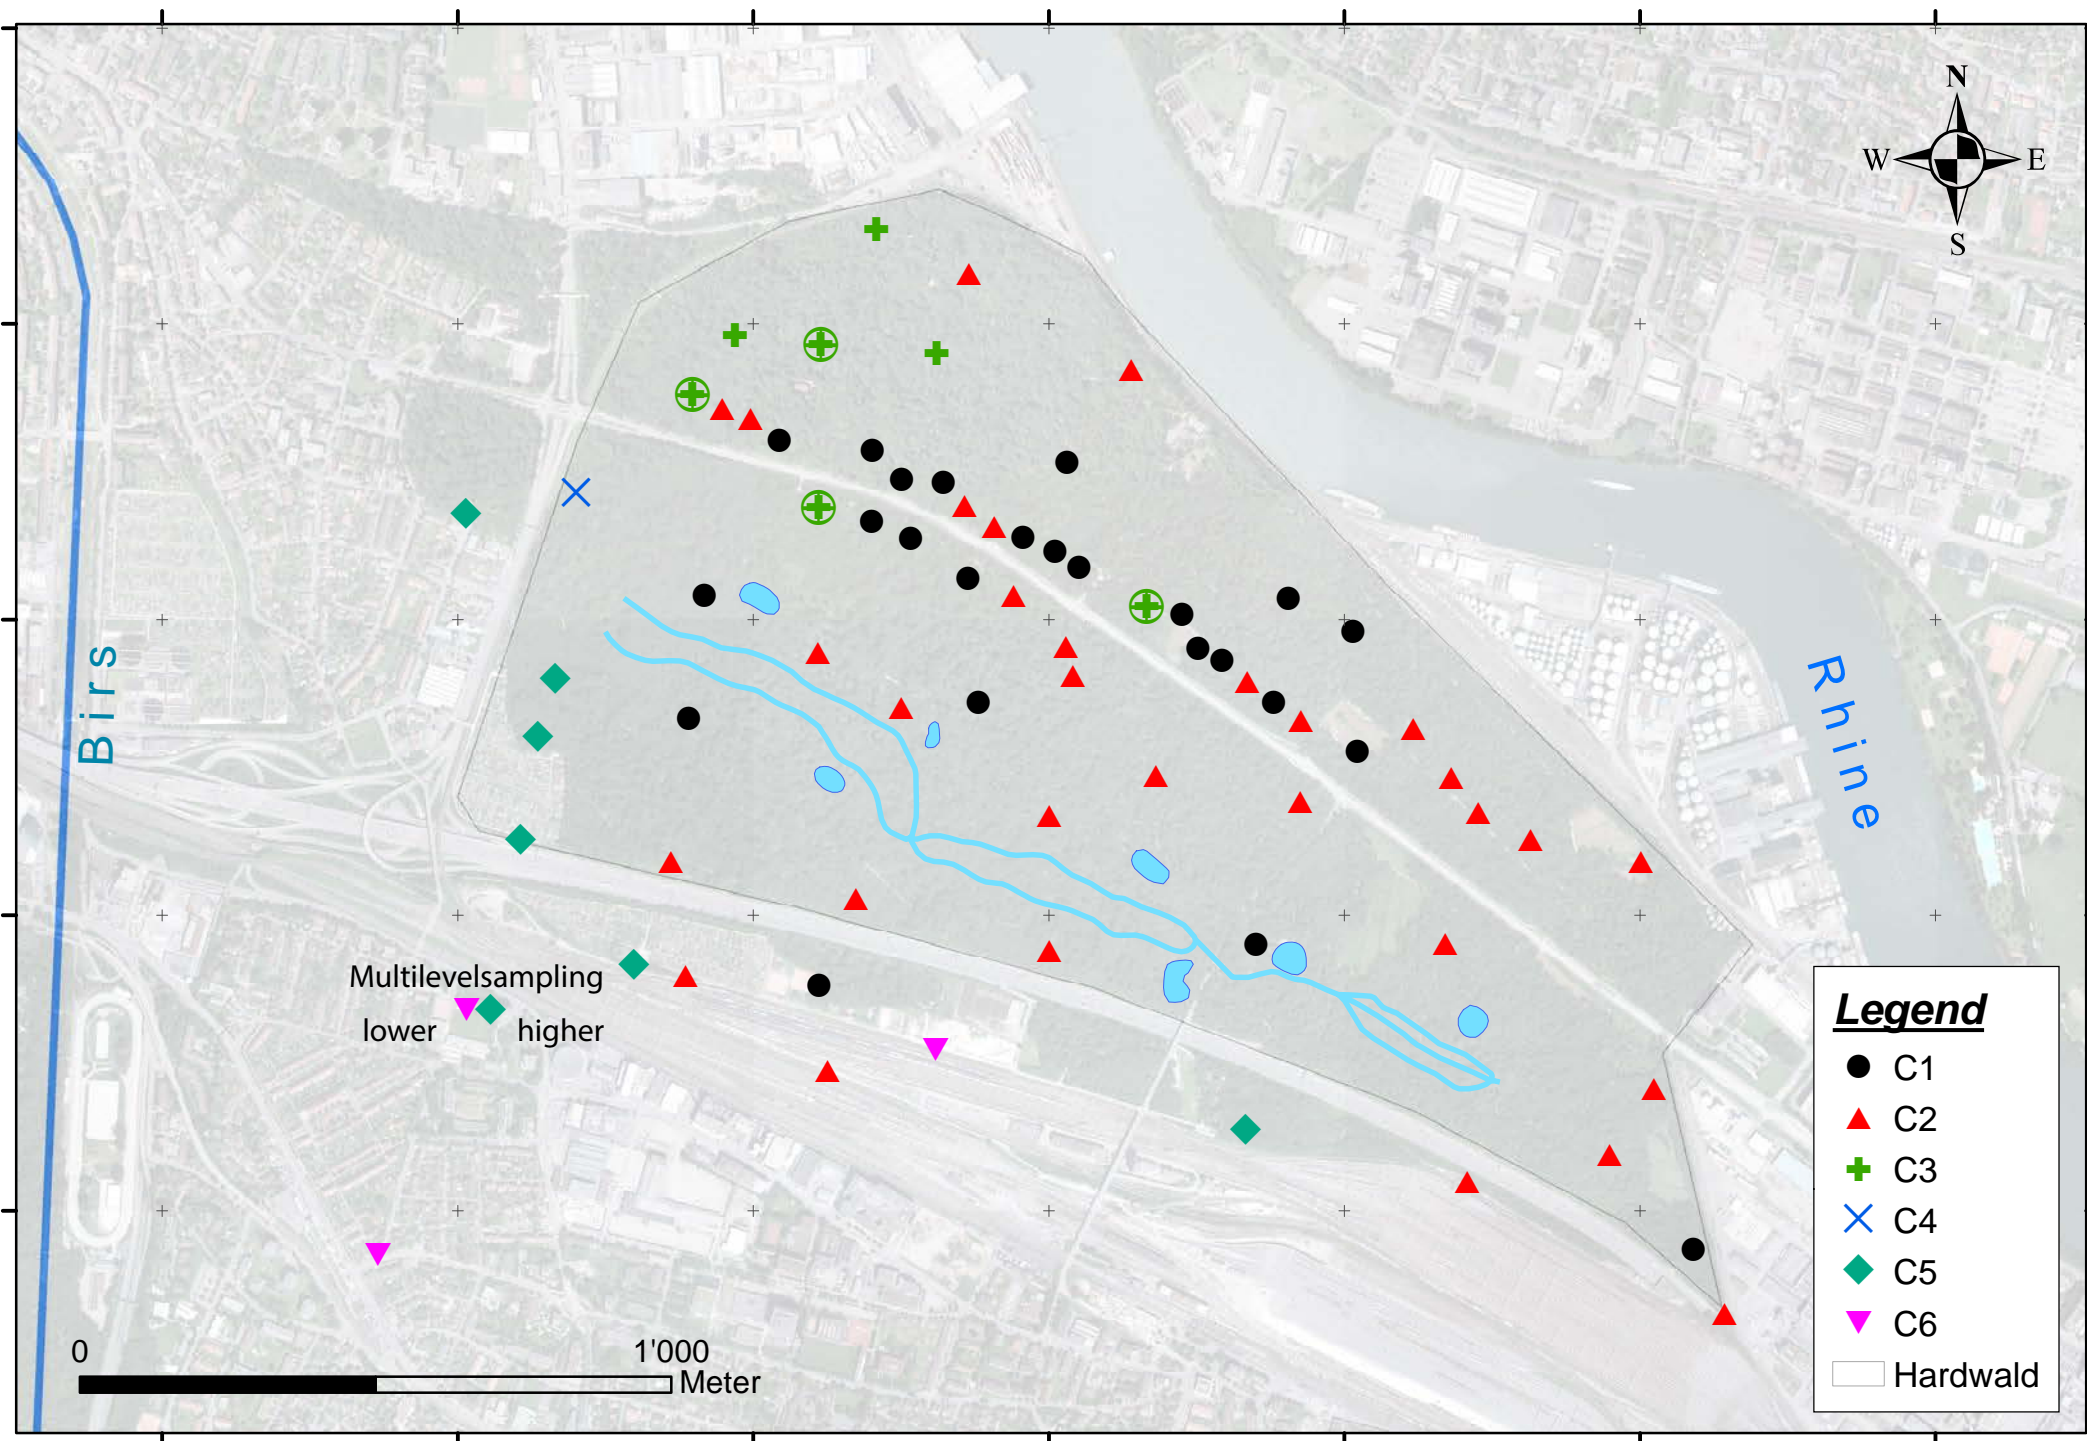 N
W E
S
Birs
Rhine
Multilevelsampling
lower higher
Legend
C1
C2
C3
C4
C5
C6
Hardwald
0 1'000
Meter